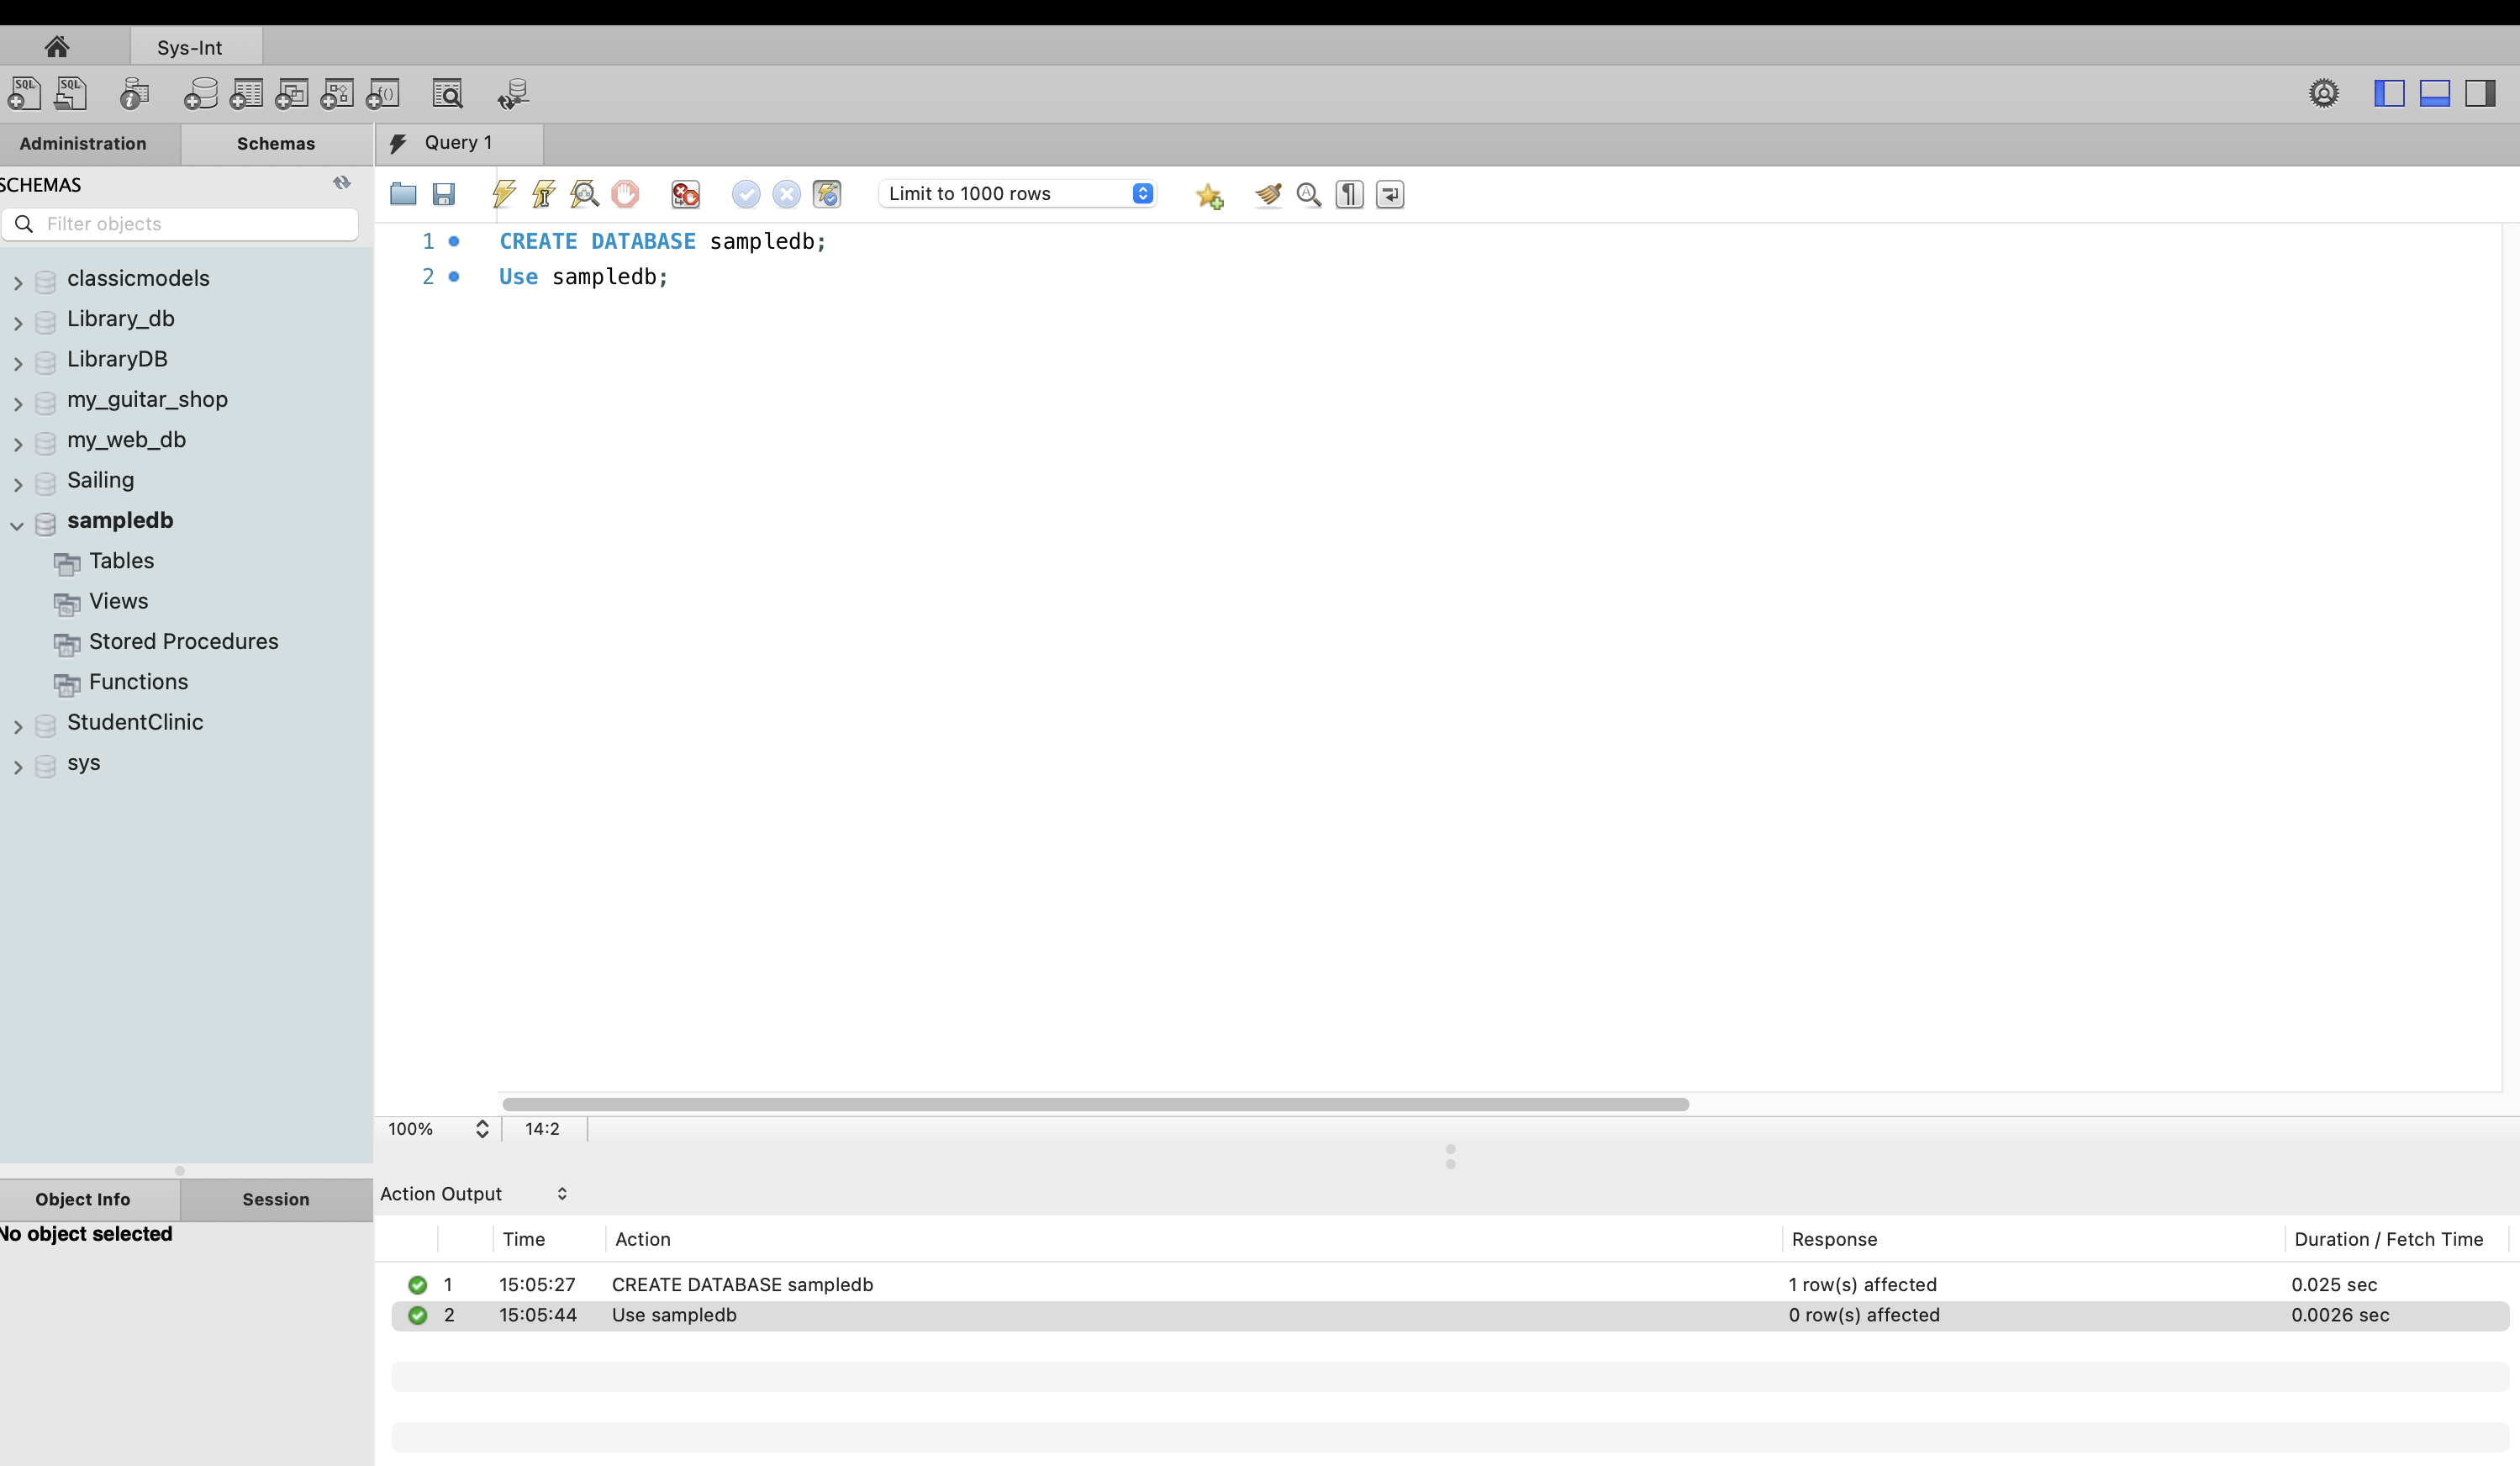 Sys-Int
SQL SQL
Administration Schemas
Query 1
SCHEMAS
Filter objects
Limit to 1000 rows
classicmodels
Library_db
LibraryDB
my_guitar_shop
my_web_db
Sailing
sampledb
Tables
Views
Stored Procedures
Functions
StudentClinic
sys
1 CREATE DATABASE sampledb;
2 Use sampledb;
100% 14:2
Object Info Session
No object selected
Action Output
Time Action Response Duration / Fetch Time
1 15:05:27 CREATE DATABASE sampledb 1 row(s) affected 0.025 sec
2 15:05:44 Use sampledb 0 row(s) affected 0.0026 sec